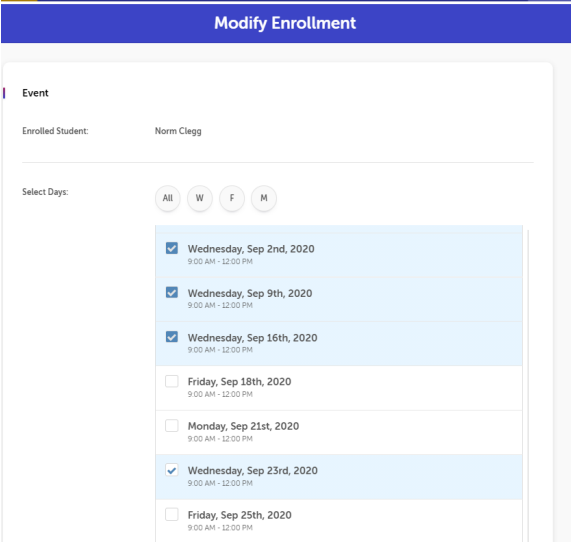 Modify Enrollment
Event
Enrolled Student: Norm Clegg
Select Days: All W F M
Wednesday, Sep 2nd, 2020
9:00 AM - 12:00 PM
Wednesday, Sep 9th, 2020
9:00 AM - 12:00 PM
Wednesday, Sep 16th, 2020
9:00 AM - 12:00 PM
Friday, Sep 18th, 2020
9:00 AM - 12:00 PM
Monday, Sep 21st, 2020
9:00 AM - 12:00 PM
Wednesday, Sep 23rd, 2020
9:00 AM - 12:00 PM
Friday, Sep 25th, 2020
9:00 AM - 12:00 PM